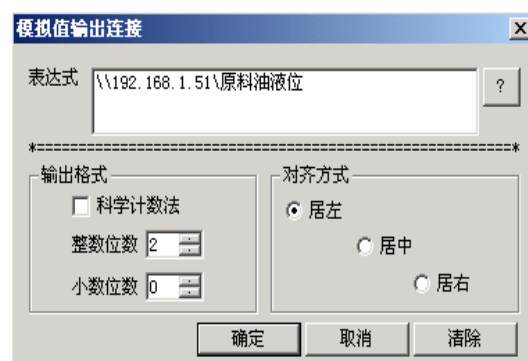 模拟值输出连接
表达式 \\192.168.1.51\原料油液位 ?
输出格式 对齐方式
科学计数法 居左
整数位数 2 居中
小数位数 0 居右
确定 取消 清除